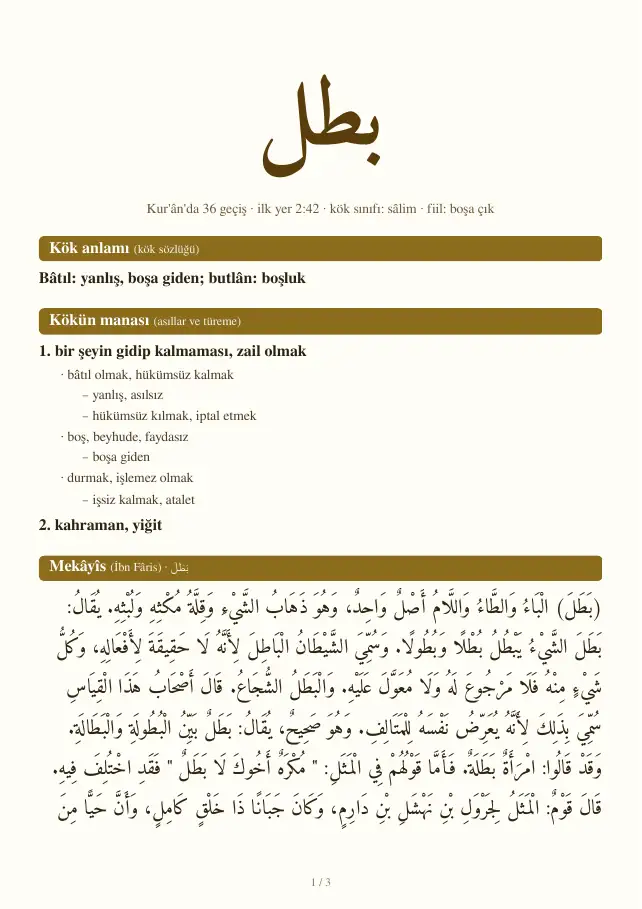 بطل
Kur'ân'da 36 geçiş · ilk yer 2:42 · kök sınıfı: sâlim · fiil: boşa çık
Kök anlamı (kök sözlüğü)
Bâtıl: yanlış, boşa giden; butlân: boşluk
Kökün manası (asıllar ve türeme)
1. bir şeyin gidip kalmaması, zail olmak
· bâtıl olmak, hükümsüz kalmak
– yanlış, asılsız
– hükümsüz kılmak, iptal etmek
· boş, beyhude, faydasız
– boşa giden
· durmak, işlemez olmak
– işsiz kalmak, atalet
2. kahraman, yiğit
Mekâyîs (İbn Fâris) · بَطَلَ
(بَطَلَ) الْبَاءُ وَالطَّاءُ وَاللَّامُ أَصْلٌ وَاحِدٌ، وَهُوَ ذَهَابُ الشَّيْءِ وَقِلَّةُ مُكْثِهِ وَلُبْثِهِ. يُقَالُ:
بَطَلَ الشَّيْءُ يَبْطُلُ بُطْلًا وَبُطُولًا. وَسُمِّيَ الشَّيْطَانُ الْبَاطِلَ لِأَنَّهُ لَا حَقِيقَةَ لِأَفْعَالِهِ، وَكُلُّ
شَيْءٍ مِنْهُ فَلَا مَرْجُوعَ لَهُ وَلَا مُعَوَّلَ عَلَيْهِ. وَالْبَطَلُ الشُّجَاعُ. قَالَ أَصْحَابُ هَذَا الْقِيَاسِ
سُمِّيَ بِذَلِكَ لِأَنَّهُ يُعَرِّضُ نَفْسَهُ لِلْمَتَالِفِ. وَهُوَ صَحِيحٌ، يُقَالُ: بَطَلٌ بَيِّنُ الْبُطُولَةِ وَالْبَطَالَةِ.
وَقَدْ قَالُوا: امْرَأَةٌ بَطَلَةٌ. فَأَمَّا قَوْلُهُمْ فِي الْمَثَلِ: " مُكْرَهٌ أَخُوكَ لَا بَطَلٌ " فَقَدِ اخْتُلِفَ فِيهِ.
قَالَ قَوْمٌ: الْمَثَلُ لِجَرْوَلِ بْنِ نَهْشَلِ بْنِ دَارِمٍ، وَكَانَ جَبَانًا ذَا خَلْقٍ كَامِلٍ، وَأَنَّ حَيًّا مِنَ
1 / 3